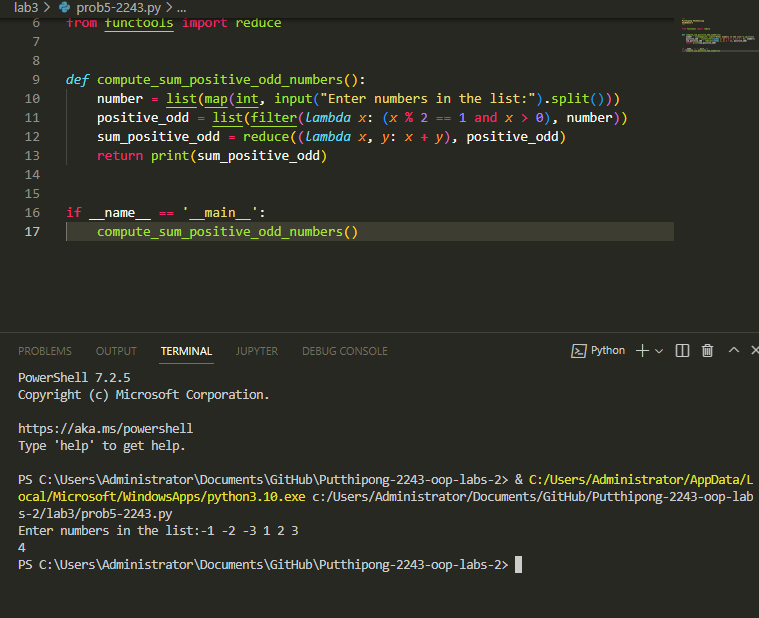 lab3 > prob5-2243.py > ...
6 from functools import reduce
7
8
9 def compute_sum_positive_odd_numbers():
10     number = list(map(int, input("Enter numbers in the list:").split()))
11     positive_odd = list(filter(lambda x: (x % 2 == 1 and x > 0), number))
12     sum_positive_odd = reduce((lambda x, y: x + y), positive_odd)
13     return print(sum_positive_odd)
14
15
16 if __name__ == '__main__':
17     compute_sum_positive_odd_numbers()
PROBLEMS OUTPUT TERMINAL JUPYTER DEBUG CONSOLE Python
PowerShell 7.2.5
Copyright (c) Microsoft Corporation.
https://aka.ms/powershell
Type 'help' to get help.
PS C:\Users\Administrator\Documents\GitHub\Putthipong-2243-oop-labs-2> & C:/Users/Administrator/AppData/L
ocal/Microsoft/WindowsApps/python3.10.exe c:/Users/Administrator/Documents/GitHub/Putthipong-2243-oop-lab
s-2/lab3/prob5-2243.py
Enter numbers in the list:-1 -2 -3 1 2 3
4
PS C:\Users\Administrator\Documents\GitHub\Putthipong-2243-oop-labs-2>